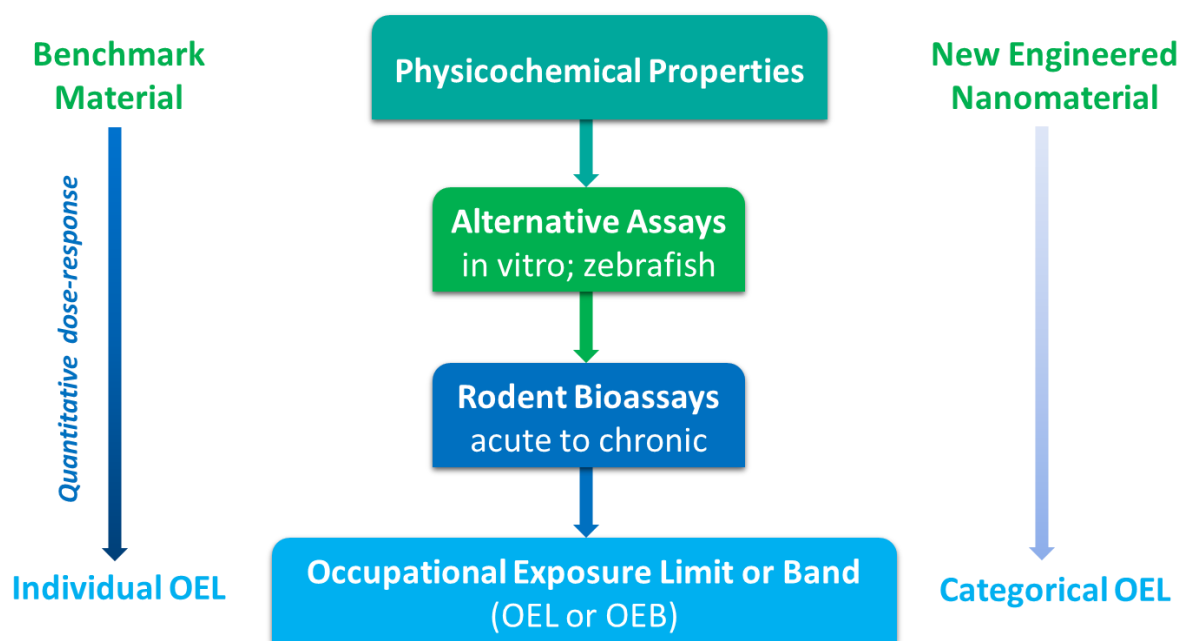 Benchmark
Material
Quantitative dose-response
Individual OEL
Physicochemical Properties
Alternative Assays
in vitro; zebrafish
Rodent Bioassays
acute to chronic
Occupational Exposure Limit or Band
(OEL or OEB)
New Engineered
Nanomaterial
Categorical OEL